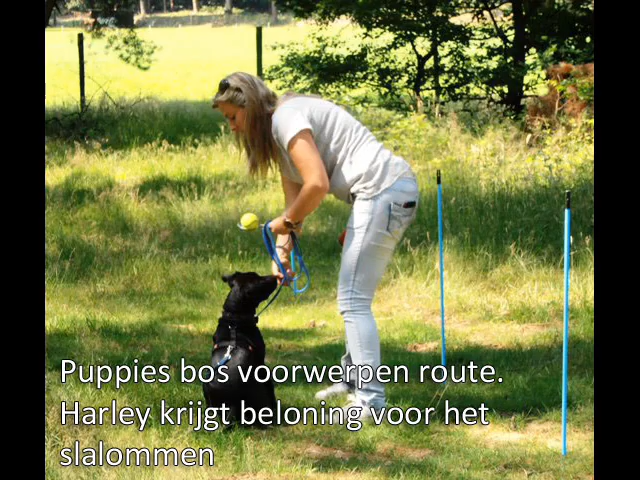 Puppies bos voorwerpen route.
Harley krijgt beloning voor het
slalommen